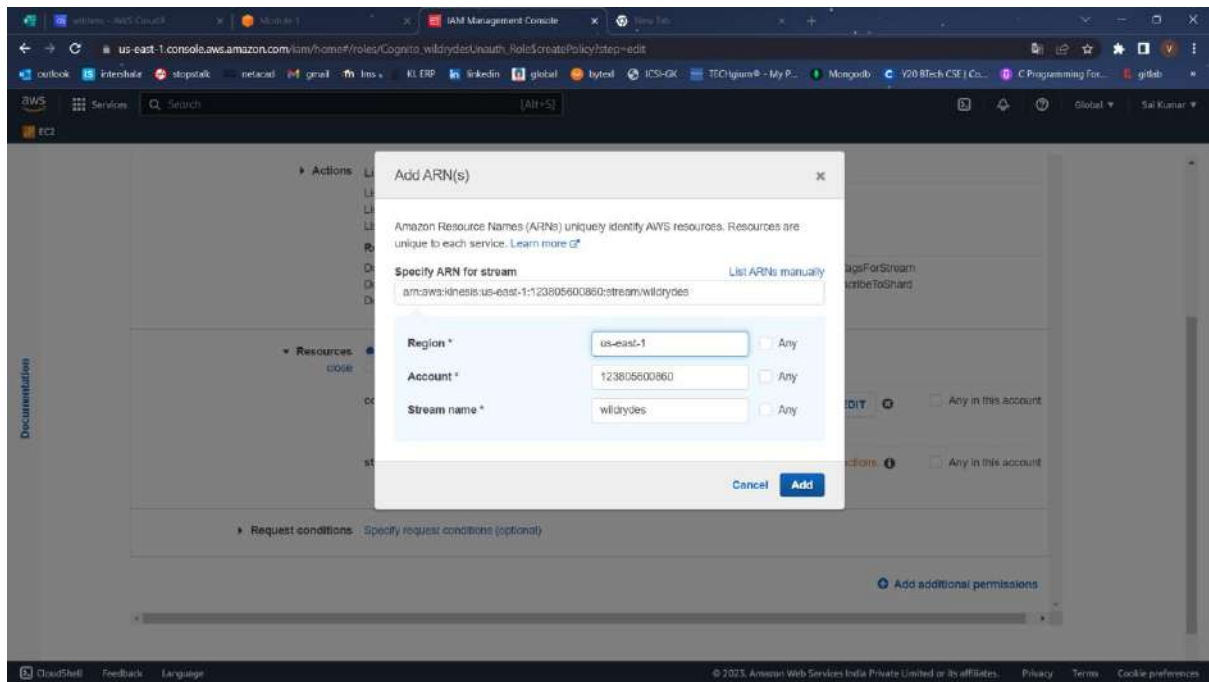 IAM Management Console
New Tab
us-east-1.console.aws.amazon.com/iam/home#/roles/Cognito_wildrydesUnauth_Role$createPolicy?step=edit
outlook
stopstalk
netacad
gmail
KL ERP
linkedin
global
Mongodb
gitlab
aws
Services
Search
[Alt+S]
Global
Sai Kumar
EC2
Documentation
Actions
Add ARN(s)
Amazon Resource Names (ARNs) uniquely identify AWS resources. Resources are
unique to each service. Learn more
Specify ARN for stream
List ARNs manually
arn:aws:kinesis:us-east-1:123805600860:stream/wildrydes
Region *
us-east-1
Any
Account *
123805600860
Any
Stream name *
wildrydes
Any
Cancel
Add
Resources
close
EDIT
Any in this account
Any in this account
Request conditions
Specify request conditions (optional)
Add additional permissions
CloudShell
Feedback
Language
© 2023, Amazon Web Services India Private Limited or its affiliates.
Privacy
Terms
Cookie preferences